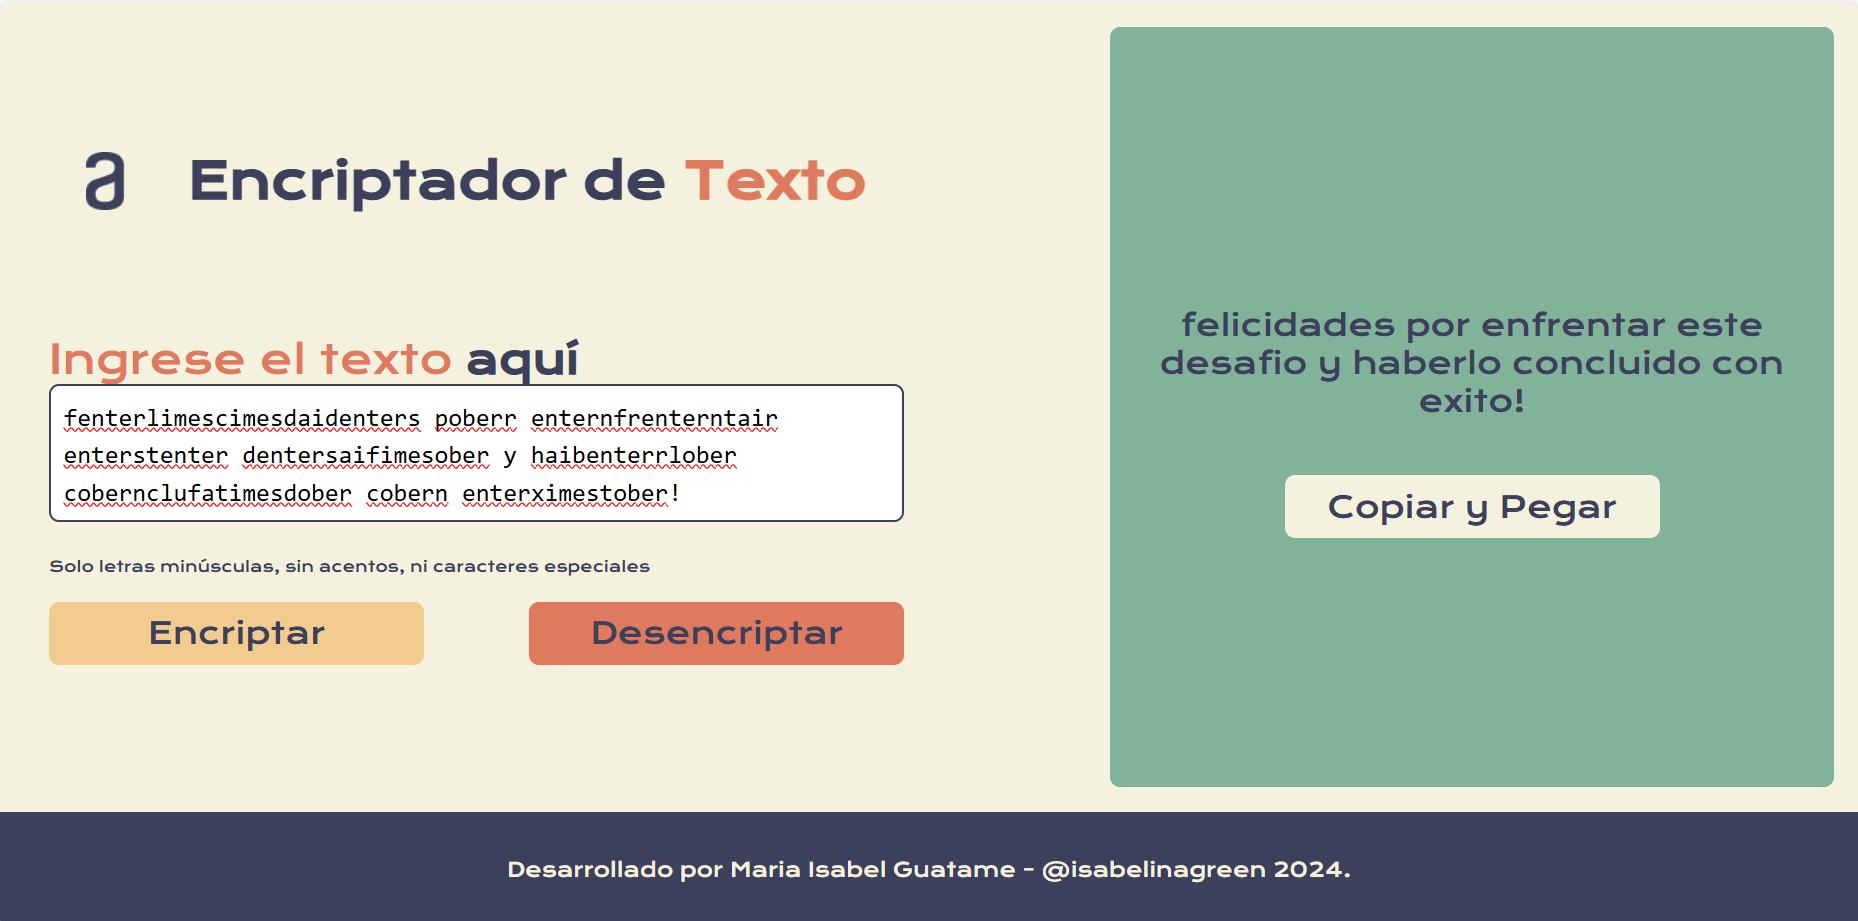 a
Encriptador de Texto
Ingrese el texto aquí
fenterlimescimesdaidenters poberr enternfrenterntair
enterstenter dentersaifimesober y haibenterrlober
cobernclufatimesdober cobern enterximestober!
Solo letras minúsculas, sin acentos, ni caracteres especiales
Encriptar
Desencriptar
felicidades por enfrentar este
desafio y haberlo concluido con
exito!
Copiar y Pegar
Desarrollado por Maria Isabel Guatame - @isabelinagreen 2024.